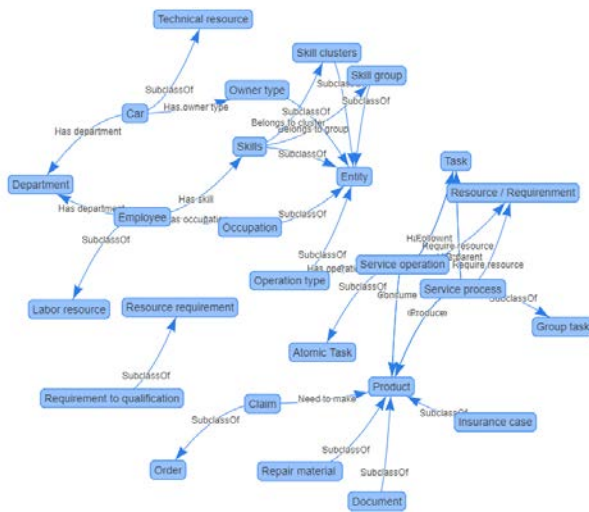 Technical resource
Skill clusters
Skill group
SubclassOf
SubclassOf
Car
Owner type
Has owner type
SubclassOf
SubclassOf
Belongs to cluster
Has department
Belongs to group
Skills
SubclassOf
Task
Department
Entity
Resource / Requirenment
Has skill
Has department
Employee
Occupation
SubclassOf
SubclassOf
SubclassOf
Require resource
Service operation
Require resource
Operation type
Service process
Labor resource
Resource requirement
SubclassOf
Consume
SubclassOf
Produce
Group task
Atomic Task
SubclassOf
Product
Requirement to qualification
Claim
Need to make
SubclassOf
Insurance case
SubclassOf
Order
Repair material
SubclassOf
Document